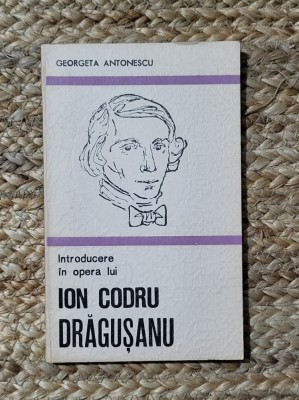 GEORGETA ANTONESCU
Introducere
în opera lui
ION CODRU
DRĂGUȘANU